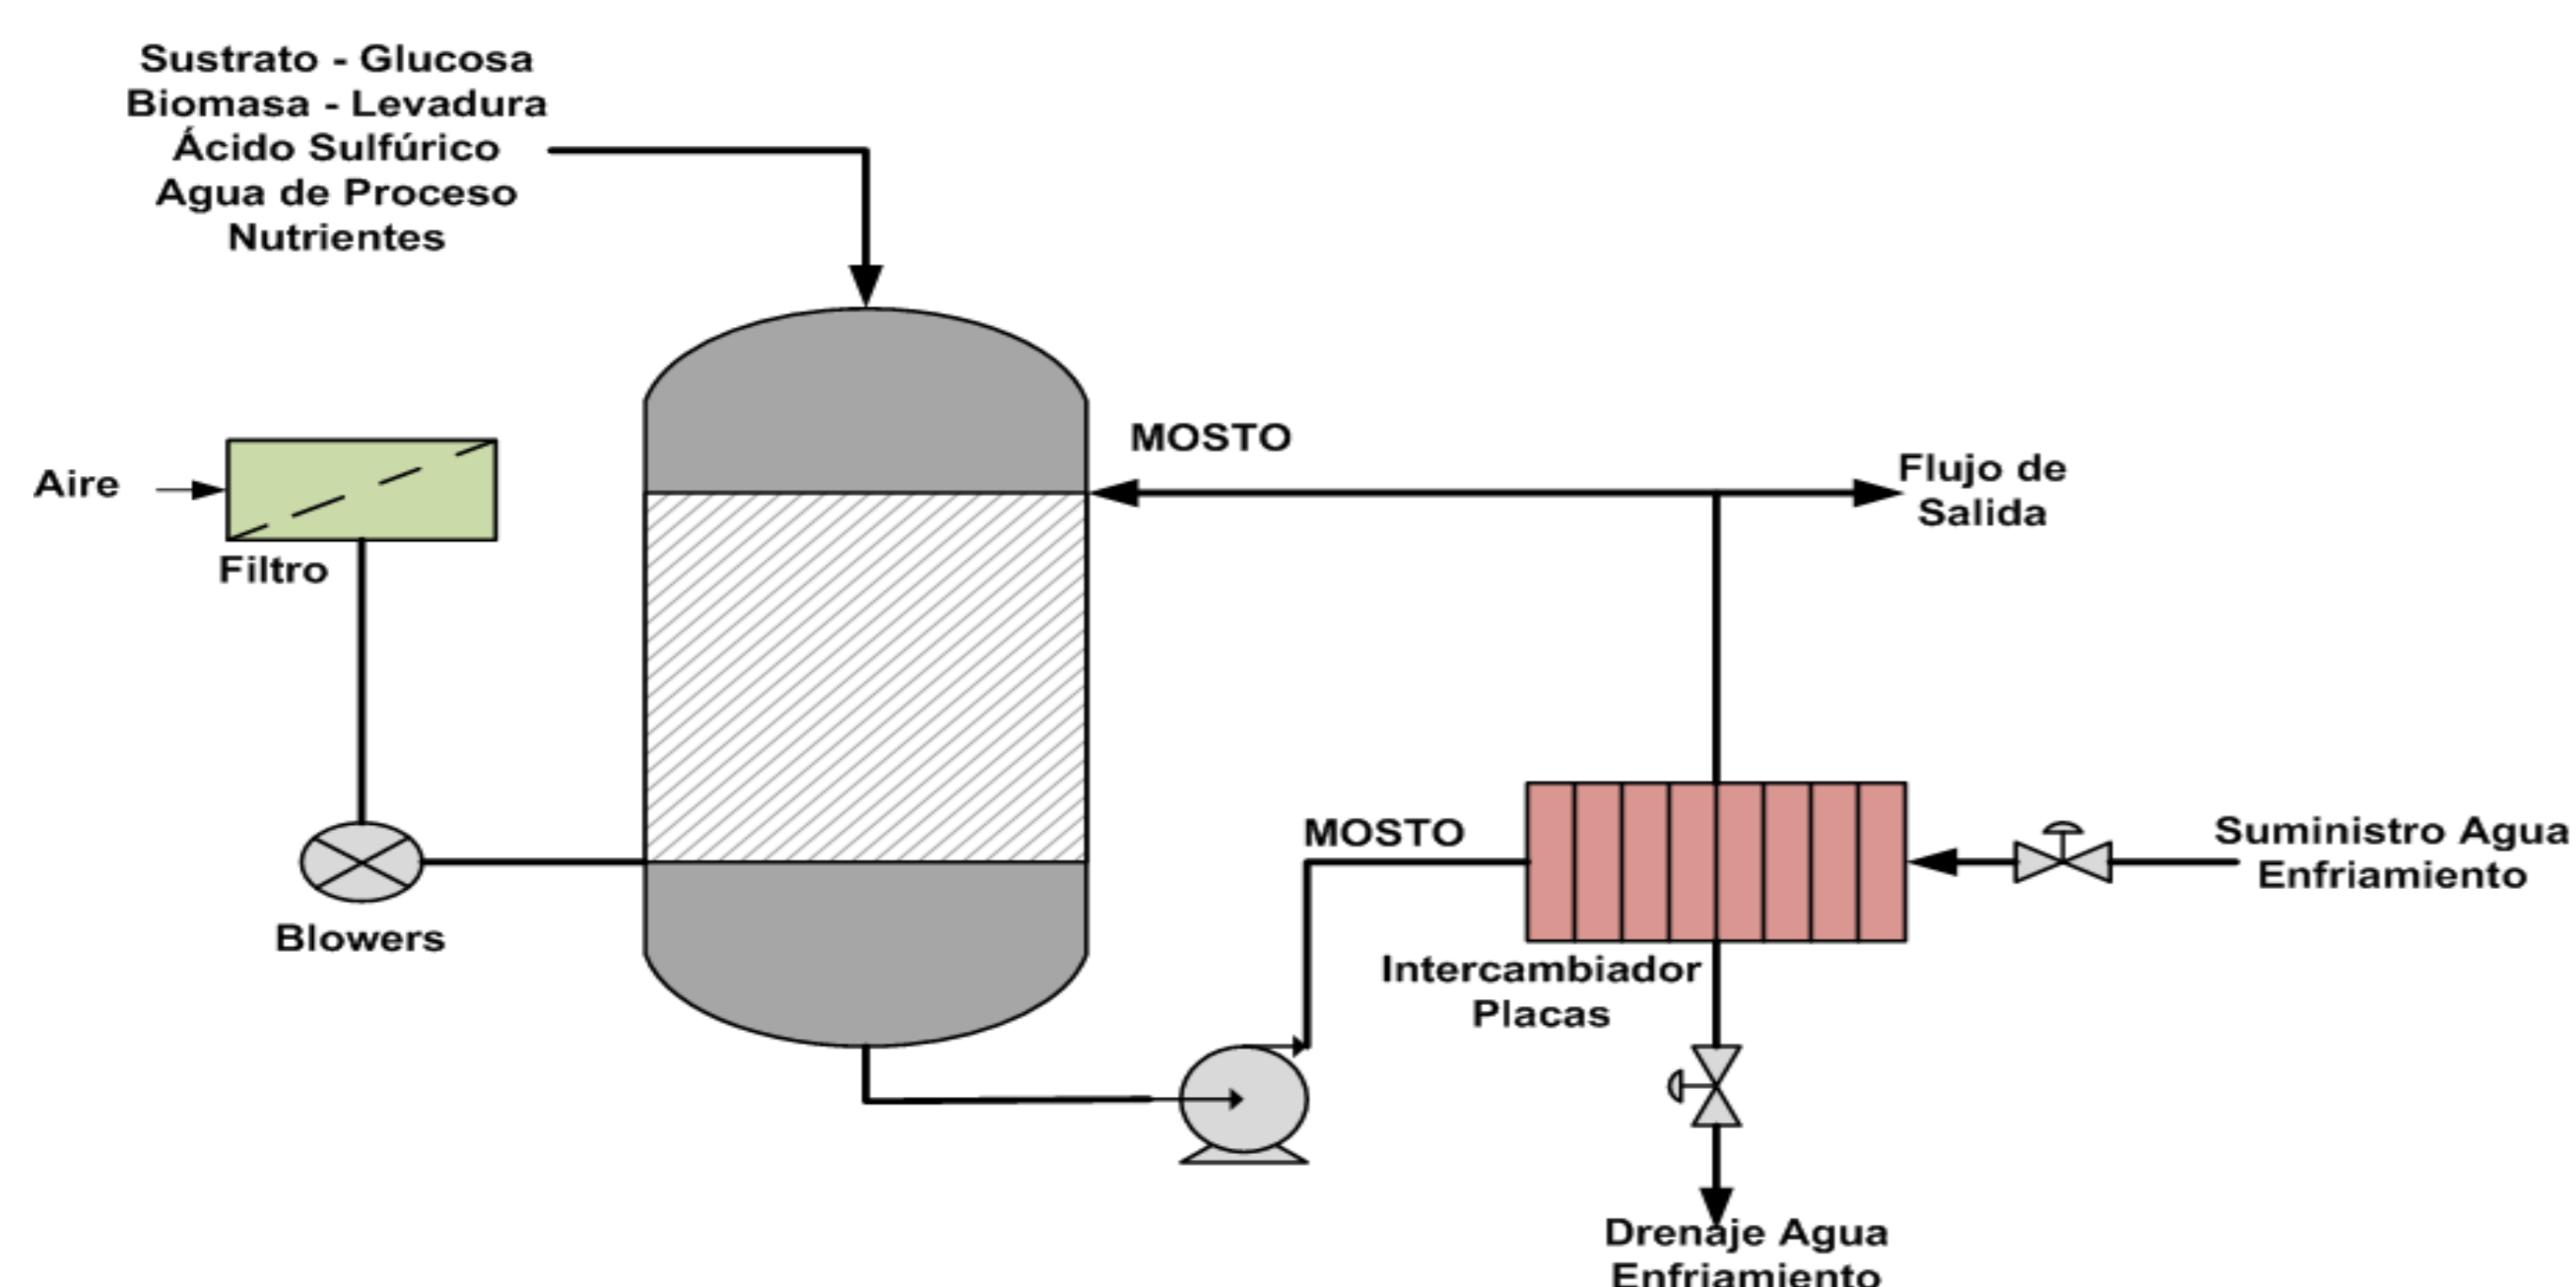 Sustrato - Glucosa
Biomasa - Levadura
Ácido Sulfúrico
Agua de Proceso
Nutrientes
MOSTO
Aire
Flujo de
Salida
Filtro
MOSTO
Suministro Agua
Enfriamiento
Blowers
Intercambiador
Placas
Drenaje Agua
Enfriamiento